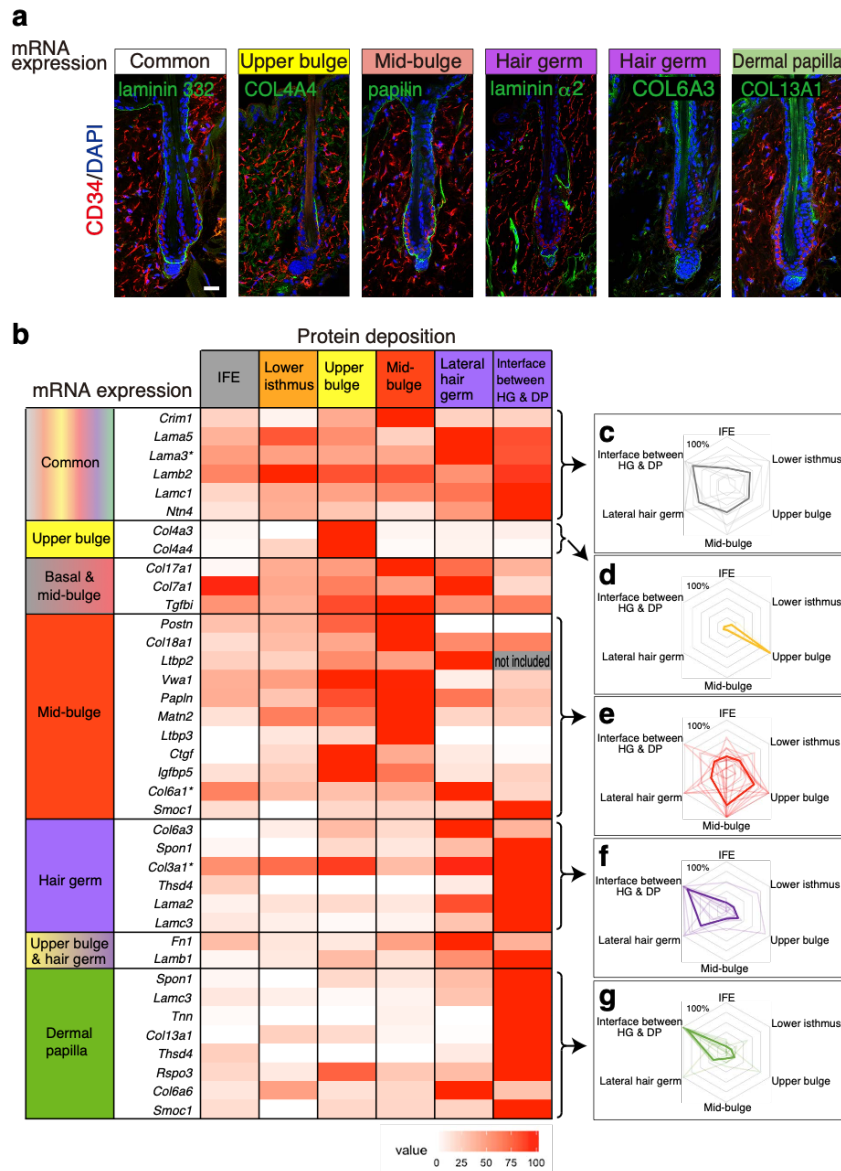 a
mRNA
expression
Common
Upper bulge
Mid-bulge
Hair germ
Hair germ
Dermal papilla
laminin 332
COL4A4
papilin
laminin α2
COL6A3
COL13A1
CD34/DAPI
b
Protein deposition
mRNA expression
IFE
Lower
isthmus
Upper
bulge
Mid-
bulge
Lateral
hair
germ
Interface
between
HG & DP
Common
Crim1
Lama5
Lama3*
Lamb2
Lamc1
Ntn4
Upper bulge
Col4a3
Col4a4
Basal &
mid-bulge
Col17a1
Col7a1
Tgfbi
Mid-bulge
Postn
Col18a1
Ltbp2
not included
Vwa1
Papln
Matn2
Ltbp3
Ctgf
Igfbp5
Col6a1*
Smoc1
Hair germ
Col6a3
Spon1
Col3a1*
Thsd4
Lama2
Lamc3
Upper bulge
& hair germ
Fn1
Lamb1
Dermal
papilla
Spon1
Lamc3
Tnn
Col13a1
Thsd4
Rspo3
Col6a6
Smoc1
value
0 25 50 75 100
c
IFE
100%
Interface between
HG & DP
Lower isthmus
Lateral hair germ
Upper bulge
Mid-bulge
d
IFE
100%
Interface between
HG & DP
Lower isthmus
Lateral hair germ
Upper bulge
Mid-bulge
e
IFE
100%
Interface between
HG & DP
Lower isthmus
Lateral hair germ
Upper bulge
Mid-bulge
f
IFE
100%
Interface between
HG & DP
Lower isthmus
Lateral hair germ
Upper bulge
Mid-bulge
g
IFE
100%
Interface between
HG & DP
Lower isthmus
Lateral hair germ
Upper bulge
Mid-bulge